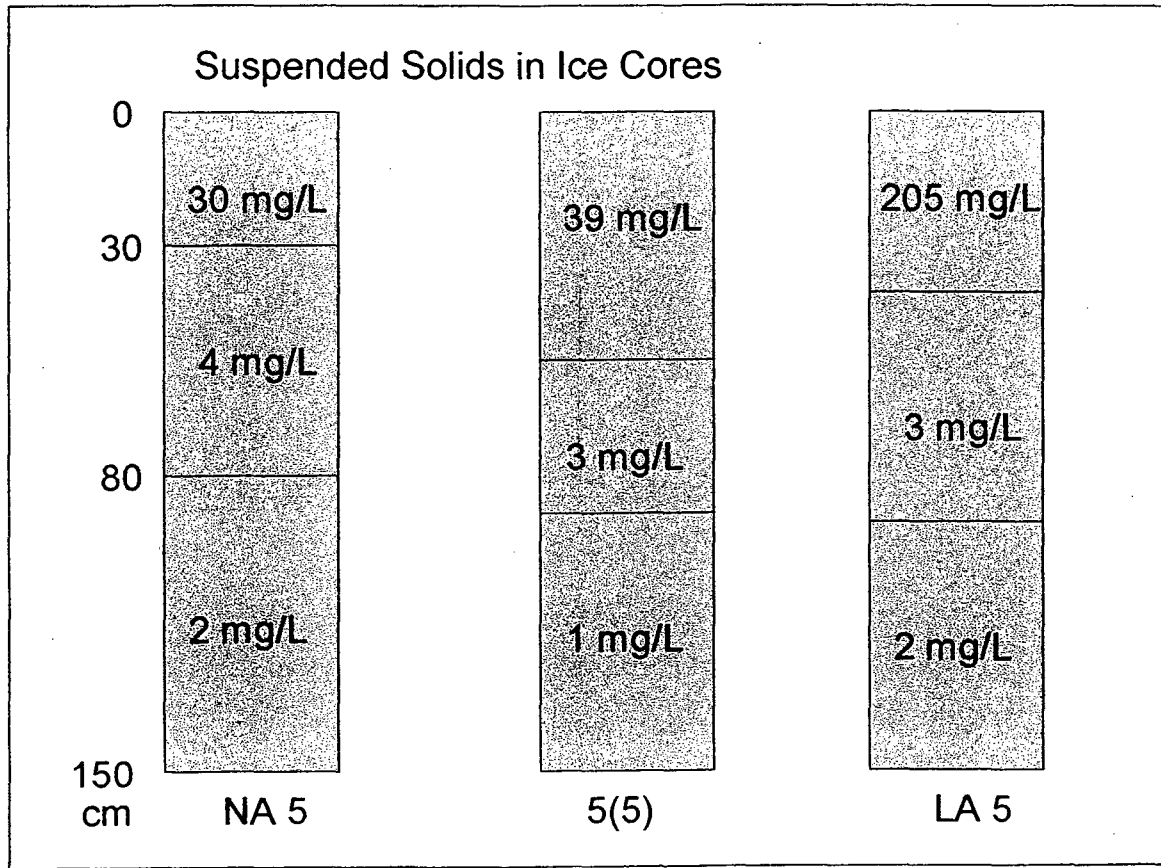 Suspended Solids in Ice Cores
0
30 mg/L
39 mg/L
205 mg/L
30
4 mg/L
3 mg/L
3 mg/L
80
2 mg/L
1 mg/L
2 mg/L
150
cm
NA 5
5(5)
LA 5